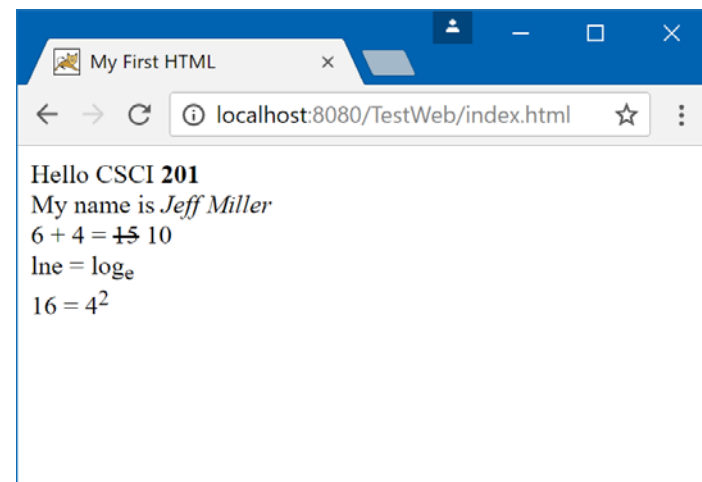 My First HTML
localhost:8080/TestWeb/index.html
Hello CSCI 201
My name is Jeff Miller
6 + 4 = 15 10
lne = logₑ
16 = 4²